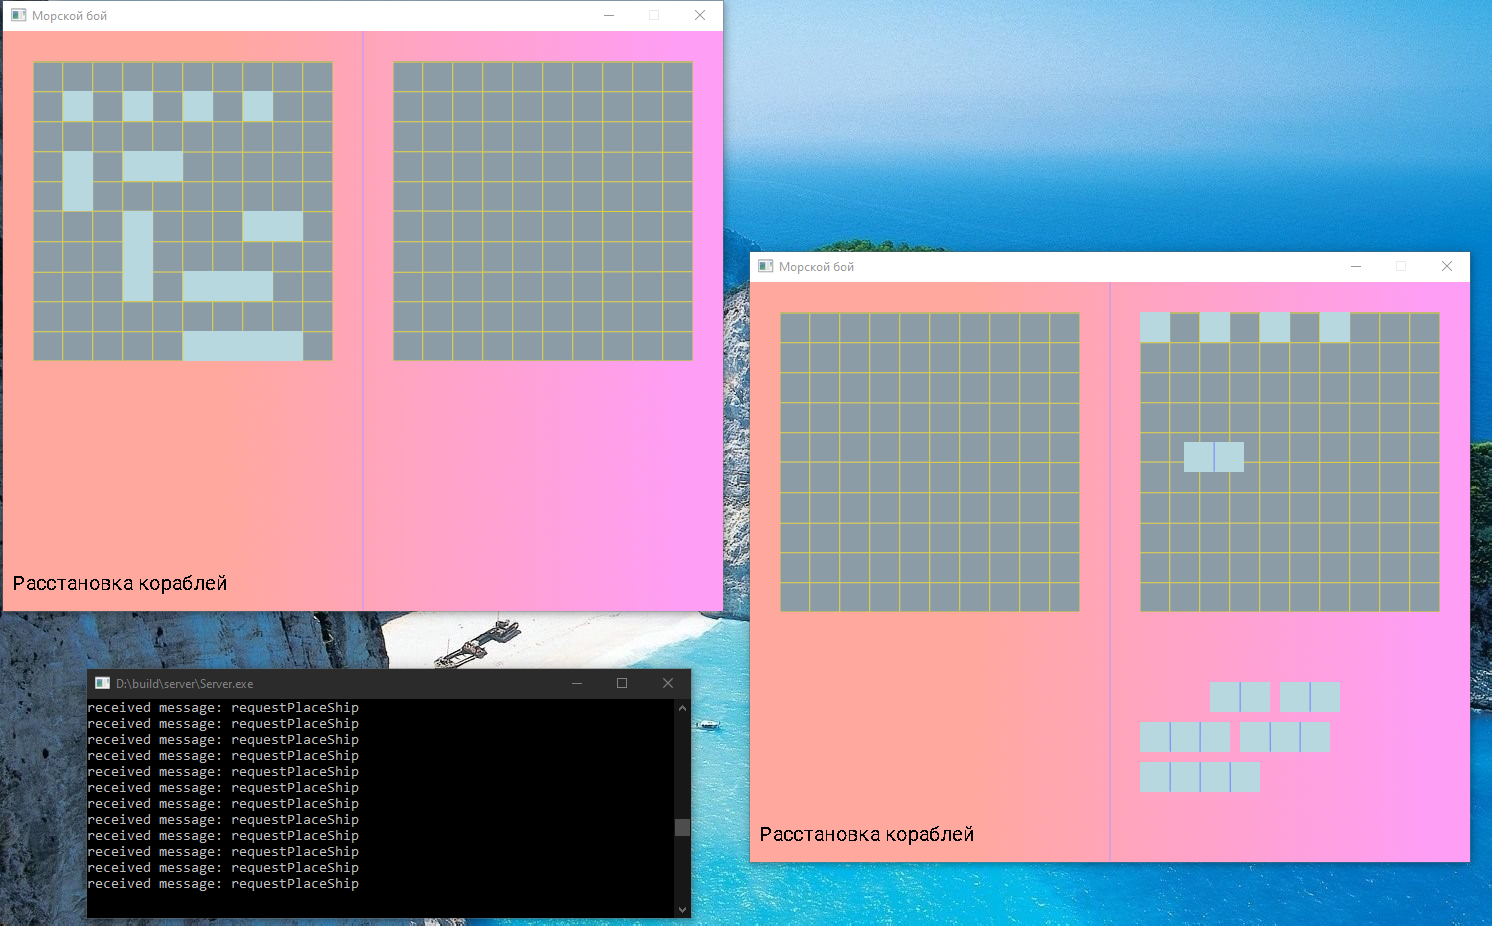 Морской бой
Расстановка кораблей
Морской бой
Расстановка кораблей
D:\build\server\Server.exe
received message: requestPlaceShip
received message: requestPlaceShip
received message: requestPlaceShip
received message: requestPlaceShip
received message: requestPlaceShip
received message: requestPlaceShip
received message: requestPlaceShip
received message: requestPlaceShip
received message: requestPlaceShip
received message: requestPlaceShip
received message: requestPlaceShip
received message: requestPlaceShip